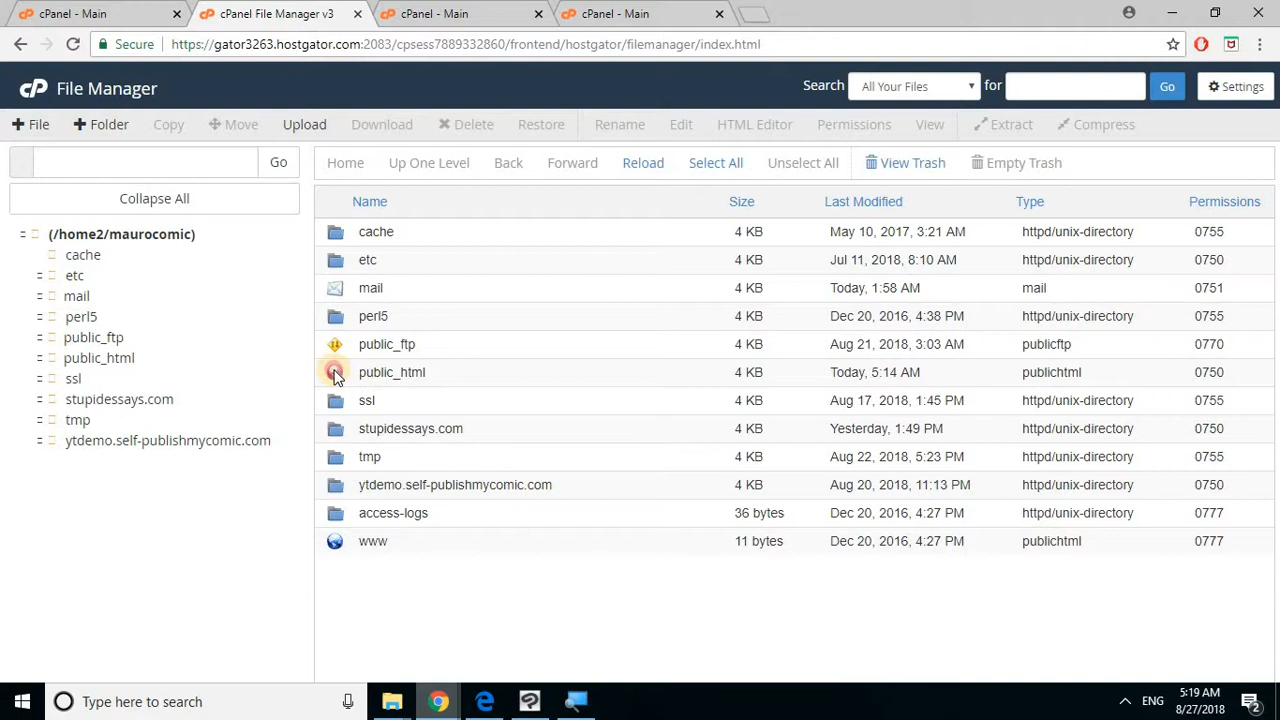 cPanel - Main
cPanel File Manager v3
cPanel - Main
cPanel - Main
Secure
https://gator3263.hostgator.com:2083/cpsess7889332860/frontend/hostgator/filemanager/index.html
cP File Manager
Search All Your Files for Go Settings
File Folder Copy Move Upload Download Delete Restore Rename Edit HTML Editor Permissions View Extract Compress
Go
Home Up One Level Back Forward Reload Select All Unselect All View Trash Empty Trash
Collapse All
(/home2/maurocomic)
cache
etc
mail
perl5
public_ftp
public_html
ssl
stupidessays.com
tmp
ytdemo.self-publishmycomic.com
Name Size Last Modified Type Permissions
cache 4 KB May 10, 2017, 3:21 AM httpd/unix-directory 0755
etc 4 KB Jul 11, 2018, 8:10 AM httpd/unix-directory 0750
mail 4 KB Today, 1:58 AM mail 0751
perl5 4 KB Dec 20, 2016, 4:38 PM httpd/unix-directory 0755
public_ftp 4 KB Aug 21, 2018, 3:03 AM publicftp 0770
public_html 4 KB Today, 5:14 AM publichtml 0750
ssl 4 KB Aug 17, 2018, 1:45 PM httpd/unix-directory 0755
stupidessays.com 4 KB Yesterday, 1:49 PM httpd/unix-directory 0750
tmp 4 KB Aug 22, 2018, 5:23 PM httpd/unix-directory 0755
ytdemo.self-publishmycomic.com 4 KB Aug 20, 2018, 11:13 PM httpd/unix-directory 0750
access-logs 36 bytes Dec 20, 2016, 4:27 PM httpd/unix-directory 0777
www 11 bytes Dec 20, 2016, 4:27 PM publichtml 0777
Type here to search
ENG
5:19 AM
8/27/2018
2